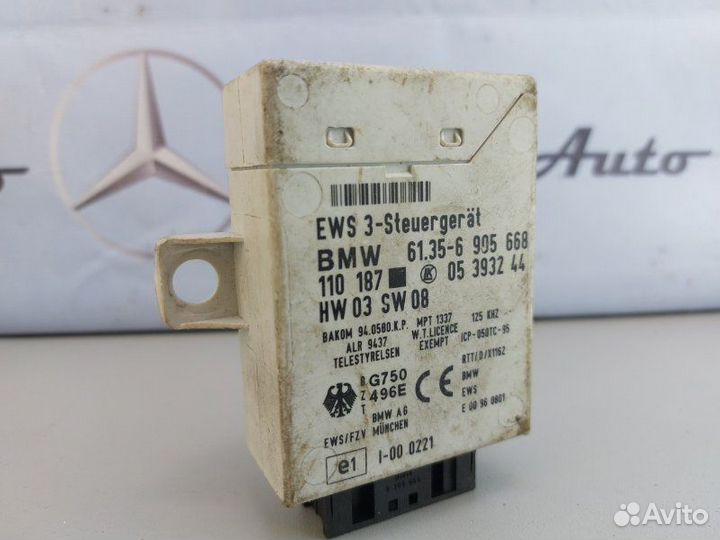 Auto
EWS 3-Steuergerät
BMW 61.35-6 905 668
110 187 05 3932 44
HW 03 SW 08
BAKOM 94.0580.K.P. MPT 1337 125 KHZ
ALR 9437 W.T.LICENCE ICP-050TC-95
TELESTYRELSEN EXEMPT
RTT/D/X1162
B Z T G750 496E CE BMW
EWS
BMW AG E 00 96 0801
EWS/FZV MÜNCHEN
e1 I-00 0221
Avito